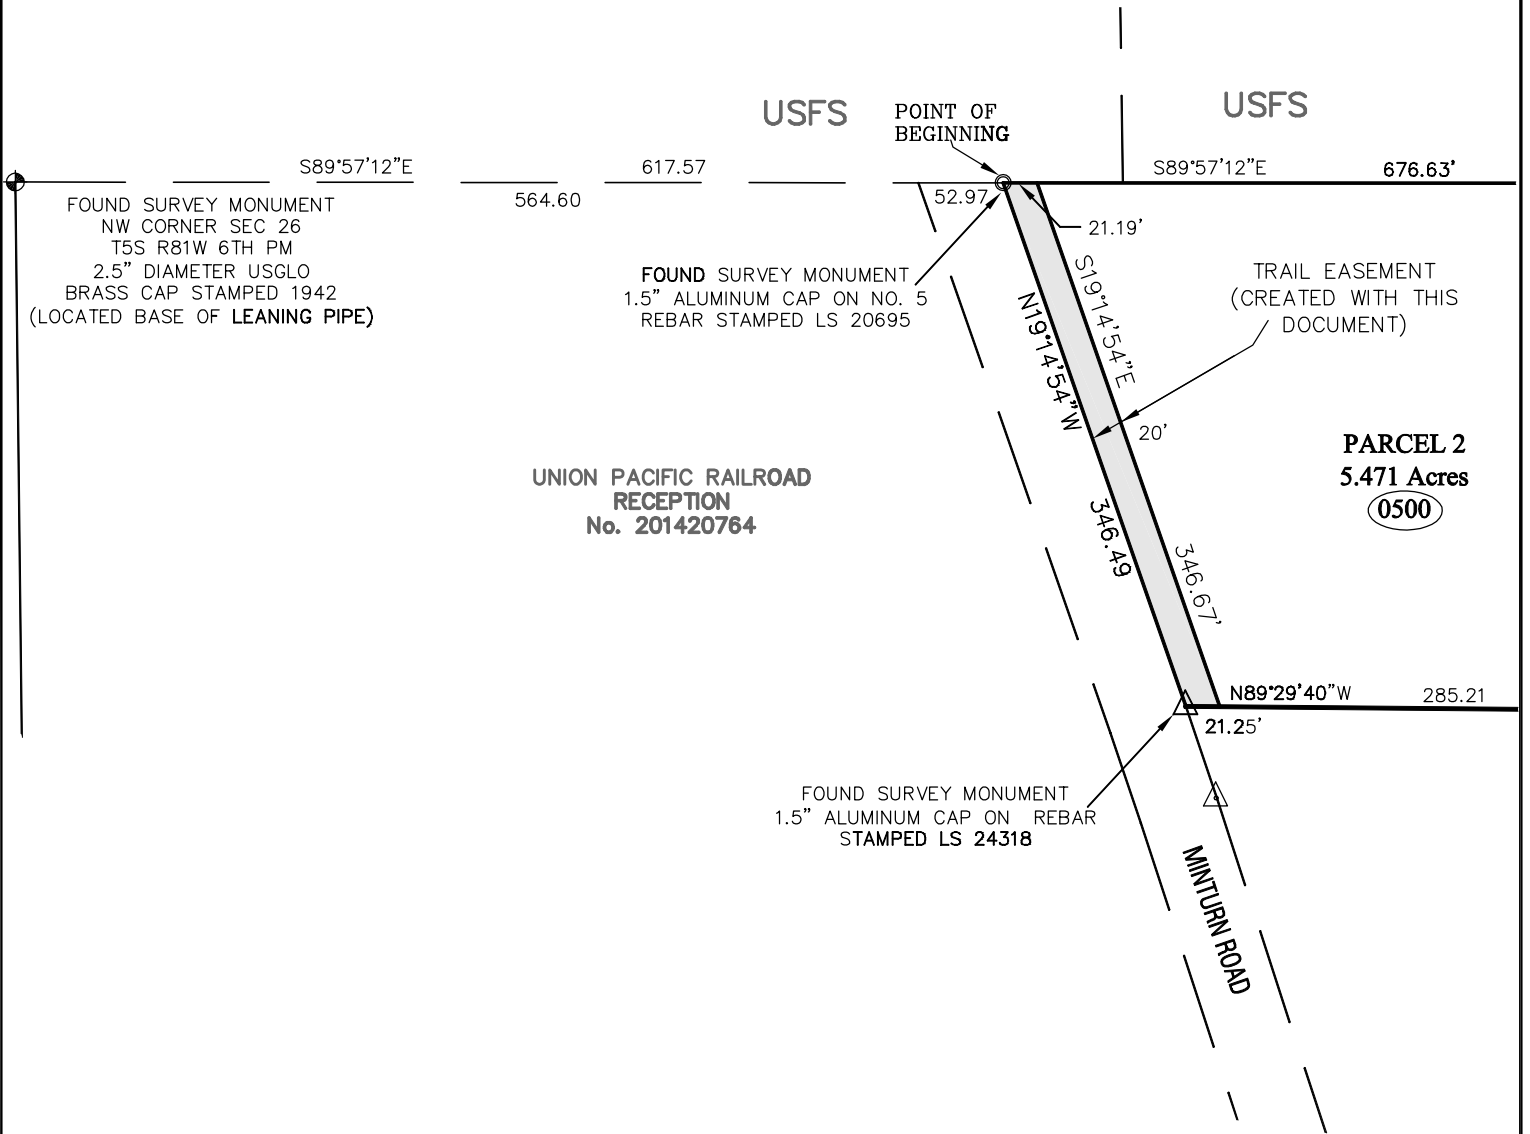 USFS
USFS
POINT OF
BEGINNING
S89°57'12"E
617.57
S89°57'12"E
676.63'
564.60
52.97
21.19'
FOUND SURVEY MONUMENT
NW CORNER SEC 26
T5S R81W 6TH PM
2.5" DIAMETER USGLO
BRASS CAP STAMPED 1942
(LOCATED BASE OF LEANING PIPE)
FOUND SURVEY MONUMENT
1.5" ALUMINUM CAP ON NO. 5
REBAR STAMPED LS 20695
S19°14'54"E
N19°14'54"W
TRAIL EASEMENT
(CREATED WITH THIS
DOCUMENT)
20'
PARCEL 2
5.471 Acres
0500
UNION PACIFIC RAILROAD
RECEPTION
No. 201420764
346.49
346.67'
N89°29'40"W
285.21
21.25'
FOUND SURVEY MONUMENT
1.5" ALUMINUM CAP ON REBAR
STAMPED LS 24318
MINTURN ROAD